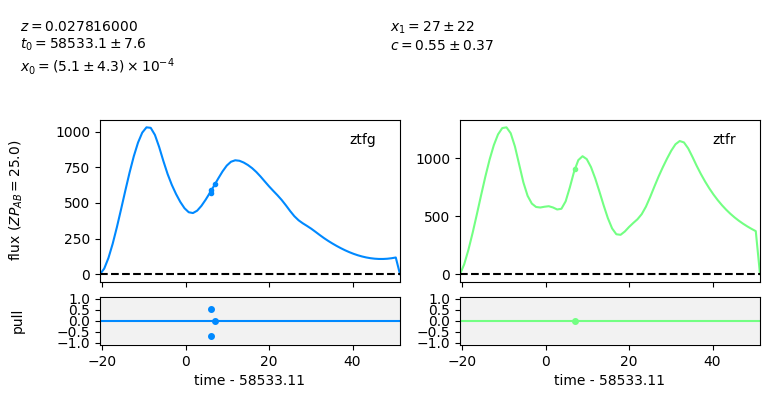 z = 0.027816000
t₀ = 58533.1 ± 7.6
x₀ = (5.1 ± 4.3) × 10⁻⁴
x₁ = 27 ± 22
c = 0.55 ± 0.37
flux (ZP_AB = 25.0)
1000
750
500
250
0
ztfg
1000
500
0
ztfr
pull
1.0
0.5
0.0
−0.5
−1.0
−20 0 20 40
time - 58533.11
1.0
0.5
0.0
−0.5
−1.0
−20 0 20 40
time - 58533.11